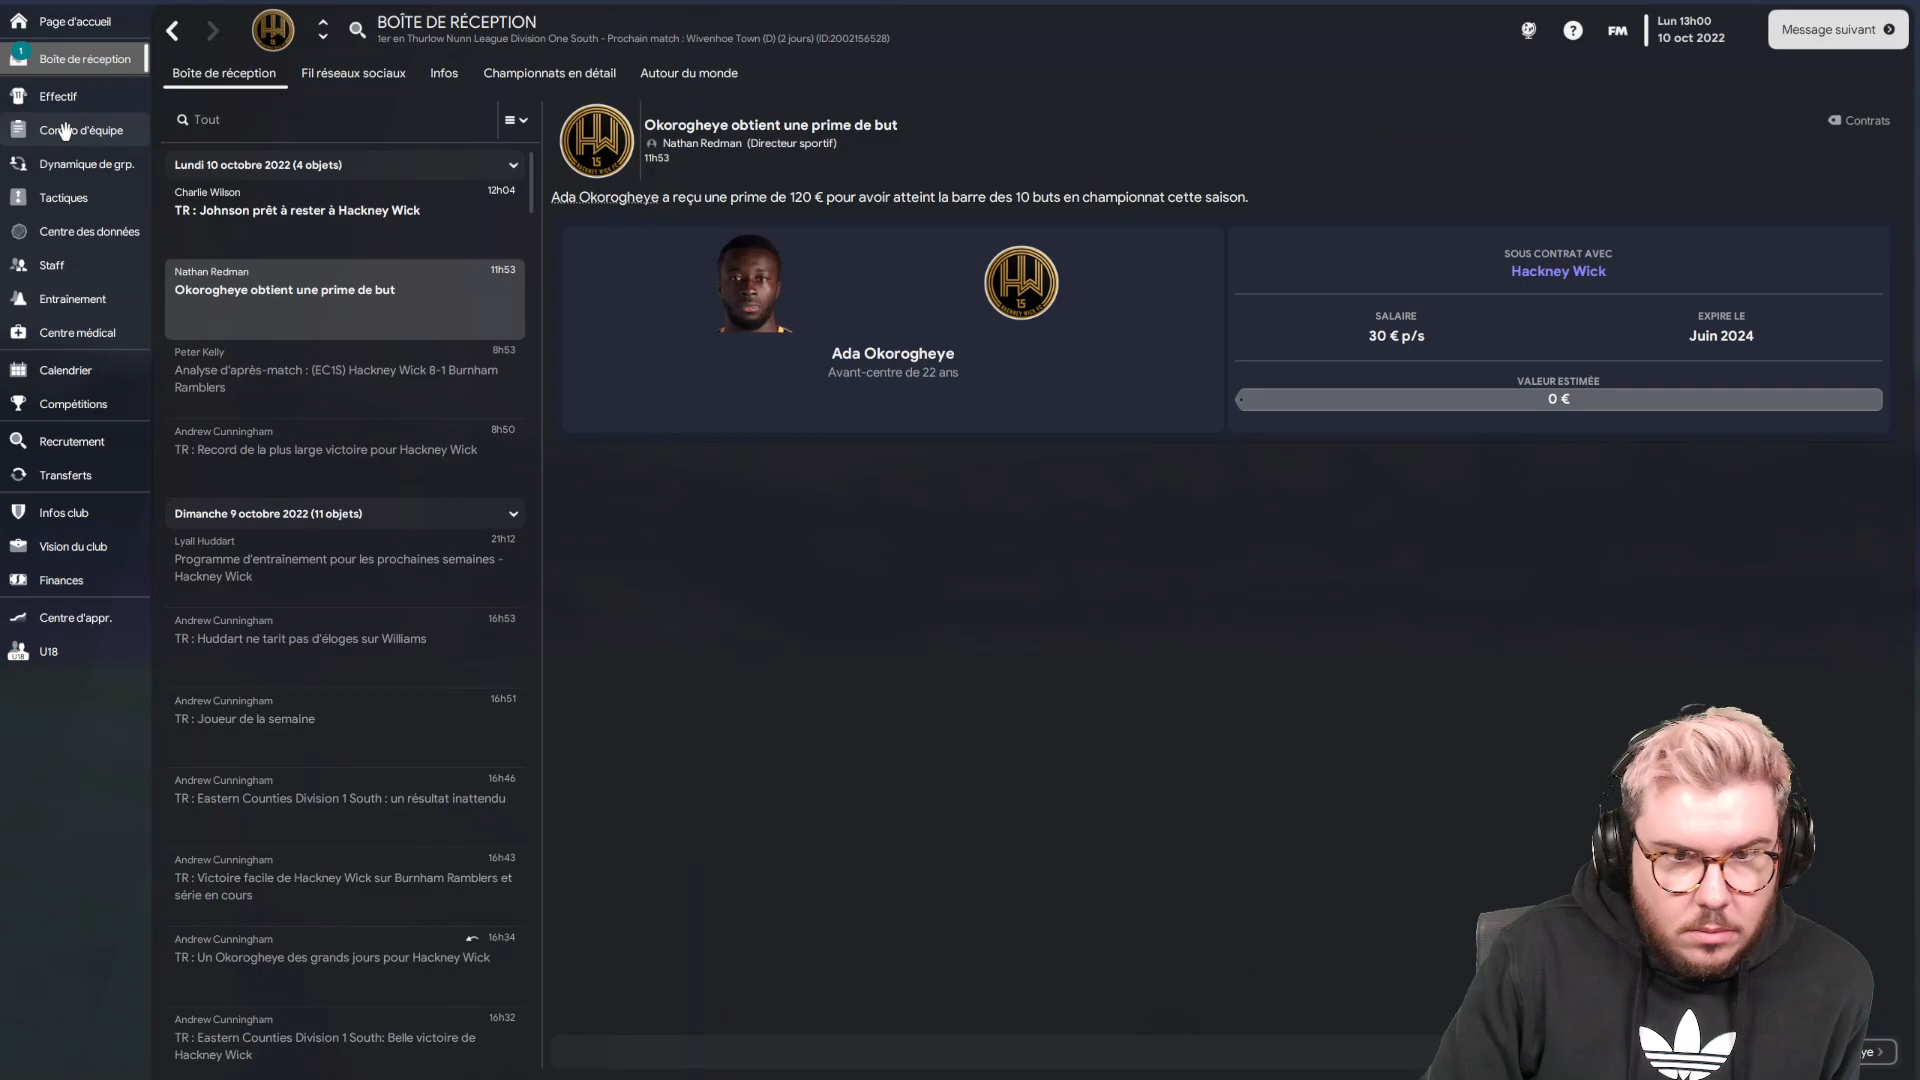 Page d'accueil
1
Boîte de réception
Effectif
d'équipe
Dynamique de grp.
Tactiques
Centre des données
Staff
Entraînement
Centre médical
Calendrier
Compétitions
Recrutement
Transferts
Infos club
Vision du club
Finances
Centre d'appr.
U18
U18
BOÎTE DE RÉCEPTION
1er en Thurlow Nunn League Division One South - Prochain match : Wivenhoe Town (D) (2 jours) (ID:2002156528)
?
FM
Lun 13h00
10 oct 2022
Message suivant
Boîte de réception
Fil réseaux sociaux
Infos
Championnats en détail
Autour du monde
Tout
Lundi 10 octobre 2022 (4 objets)
Charlie Wilson 12h04
TR : Johnson prêt à rester à Hackney Wick
Nathan Redman 11h53
Okorogheye obtient une prime de but
Peter Kelly 8h53
Analyse d'après-match : (EC1S) Hackney Wick 8-1 Burnham
Ramblers
Andrew Cunningham 8h50
TR : Record de la plus large victoire pour Hackney Wick
Dimanche 9 octobre 2022 (11 objets)
Lyall Huddart 21h12
Programme d'entraînement pour les prochaines semaines -
Hackney Wick
Andrew Cunningham 16h53
TR : Huddart ne tarit pas d'éloges sur Williams
Andrew Cunningham 16h51
TR : Joueur de la semaine
Andrew Cunningham 16h46
TR : Eastern Counties Division 1 South : un résultat inattendu
Andrew Cunningham 16h43
TR : Victoire facile de Hackney Wick sur Burnham Ramblers et
série en cours
Andrew Cunningham 16h34
TR : Un Okorogheye des grands jours pour Hackney Wick
Andrew Cunningham 16h32
TR : Eastern Counties Division 1 South: Belle victoire de
Hackney Wick
HW
15
Okorogheye obtient une prime de but
Nathan Redman (Directeur sportif)
11h53
Contrats
Ada Okorogheye a reçu une prime de 120 € pour avoir atteint la barre des 10 buts en championnat cette saison.
HW
15
Ada Okorogheye
Avant-centre de 22 ans
SOUS CONTRAT AVEC
Hackney Wick
SALAIRE
30 € p/s
EXPIRE LE
Juin 2024
VALEUR ESTIMÉE
0 €
ye